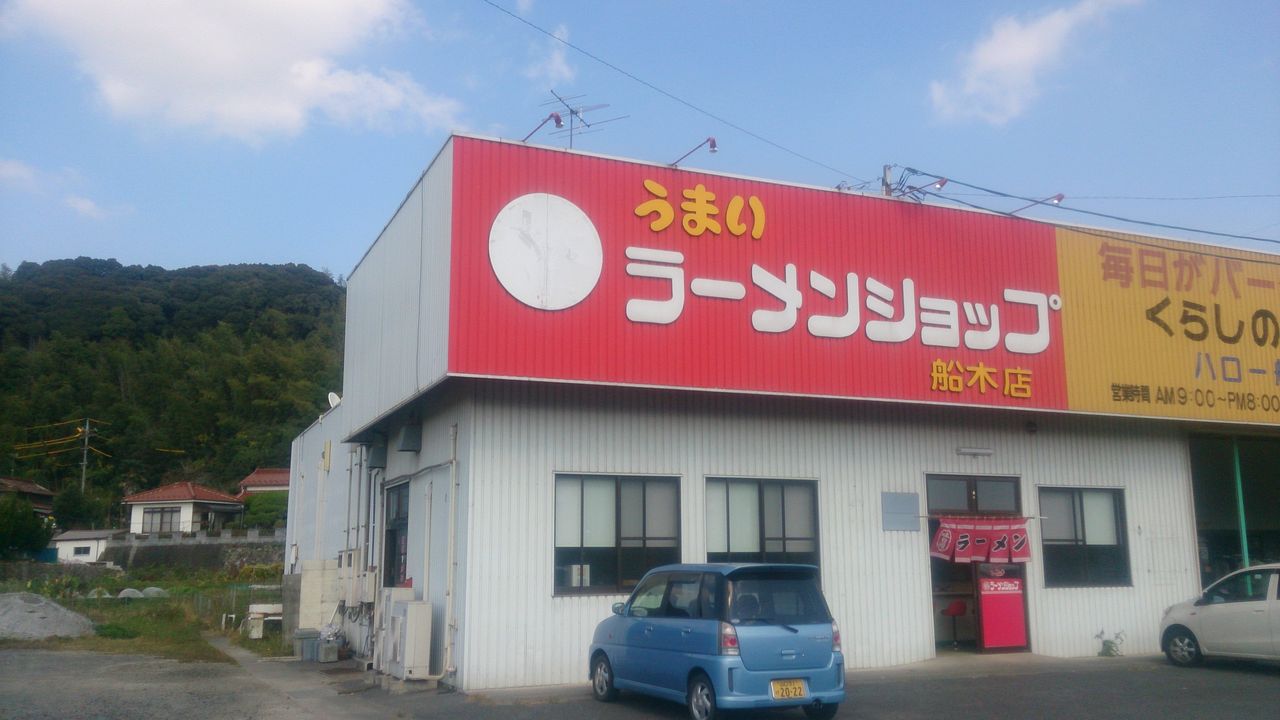 うまい
ラーメンショップ
船木店
毎日がバー
くらしの
ハロー
営業時間 AM9:00~PM8:00
ラーメン
ラーメンショップ
20-22